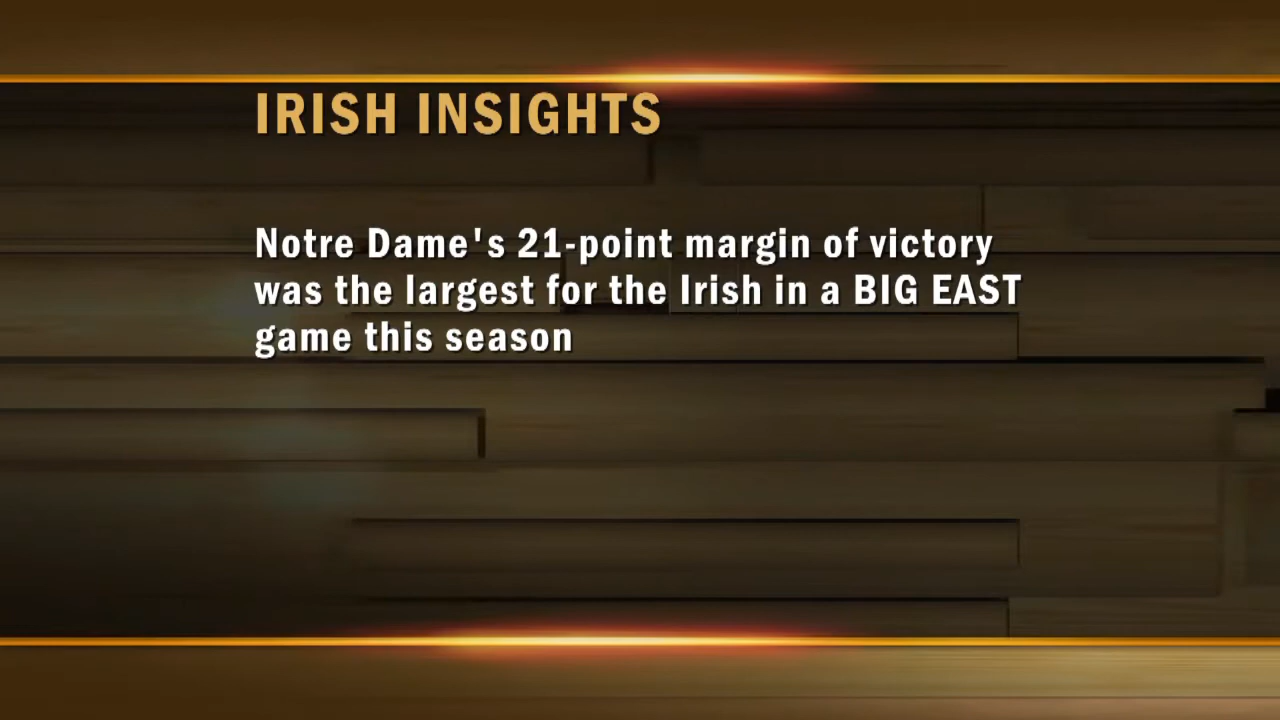 IRISH INSIGHTS
Notre Dame's 21-point margin of victory
was the largest for the Irish in a BIG EAST
game this season